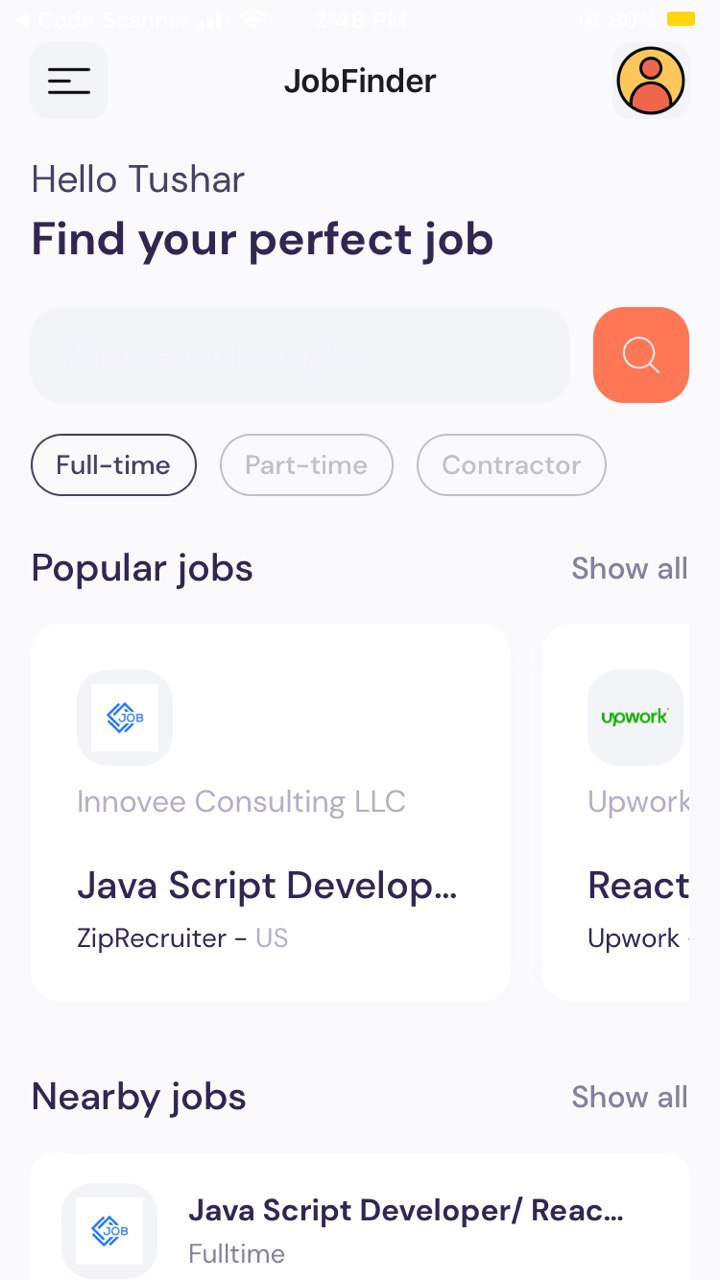 Code Scanner 2:48 PM 80%
JobFinder
Hello Tushar
Find your perfect job
What are you looking for?
Full-time Part-time Contractor
Popular jobs Show all
JOB
upwork
Innovee Consulting LLC
Upwork
Java Script Develop...
React
ZipRecruiter - US
Upwork
Nearby jobs Show all
JOB
Java Script Developer/ Reac...
Fulltime